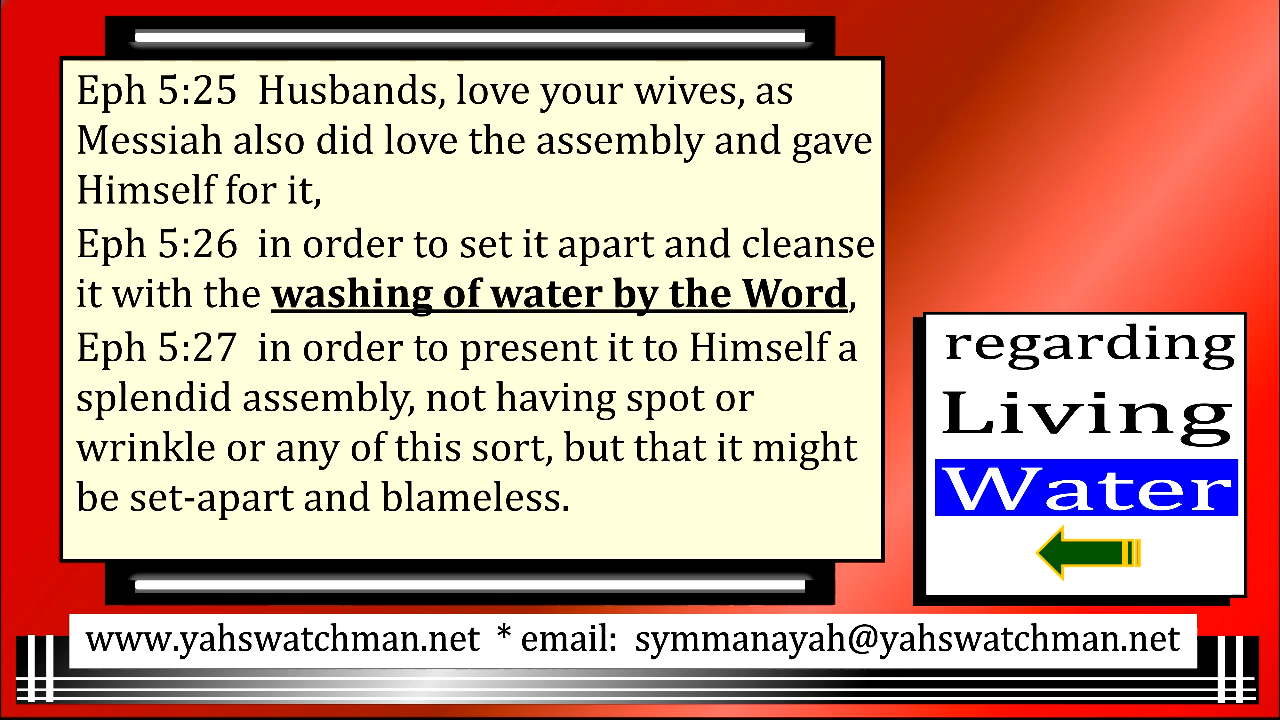 Eph 5:25  Husbands, love your wives, as
Messiah also did love the assembly and gave
Himself for it,
Eph 5:26  in order to set it apart and cleanse
it with the washing of water by the Word,
Eph 5:27  in order to present it to Himself a
splendid assembly, not having spot or
wrinkle or any of this sort, but that it might
be set-apart and blameless.
regarding
Living
Water
www.yahswatchman.net  * email:  symmanayah@yahswatchman.net